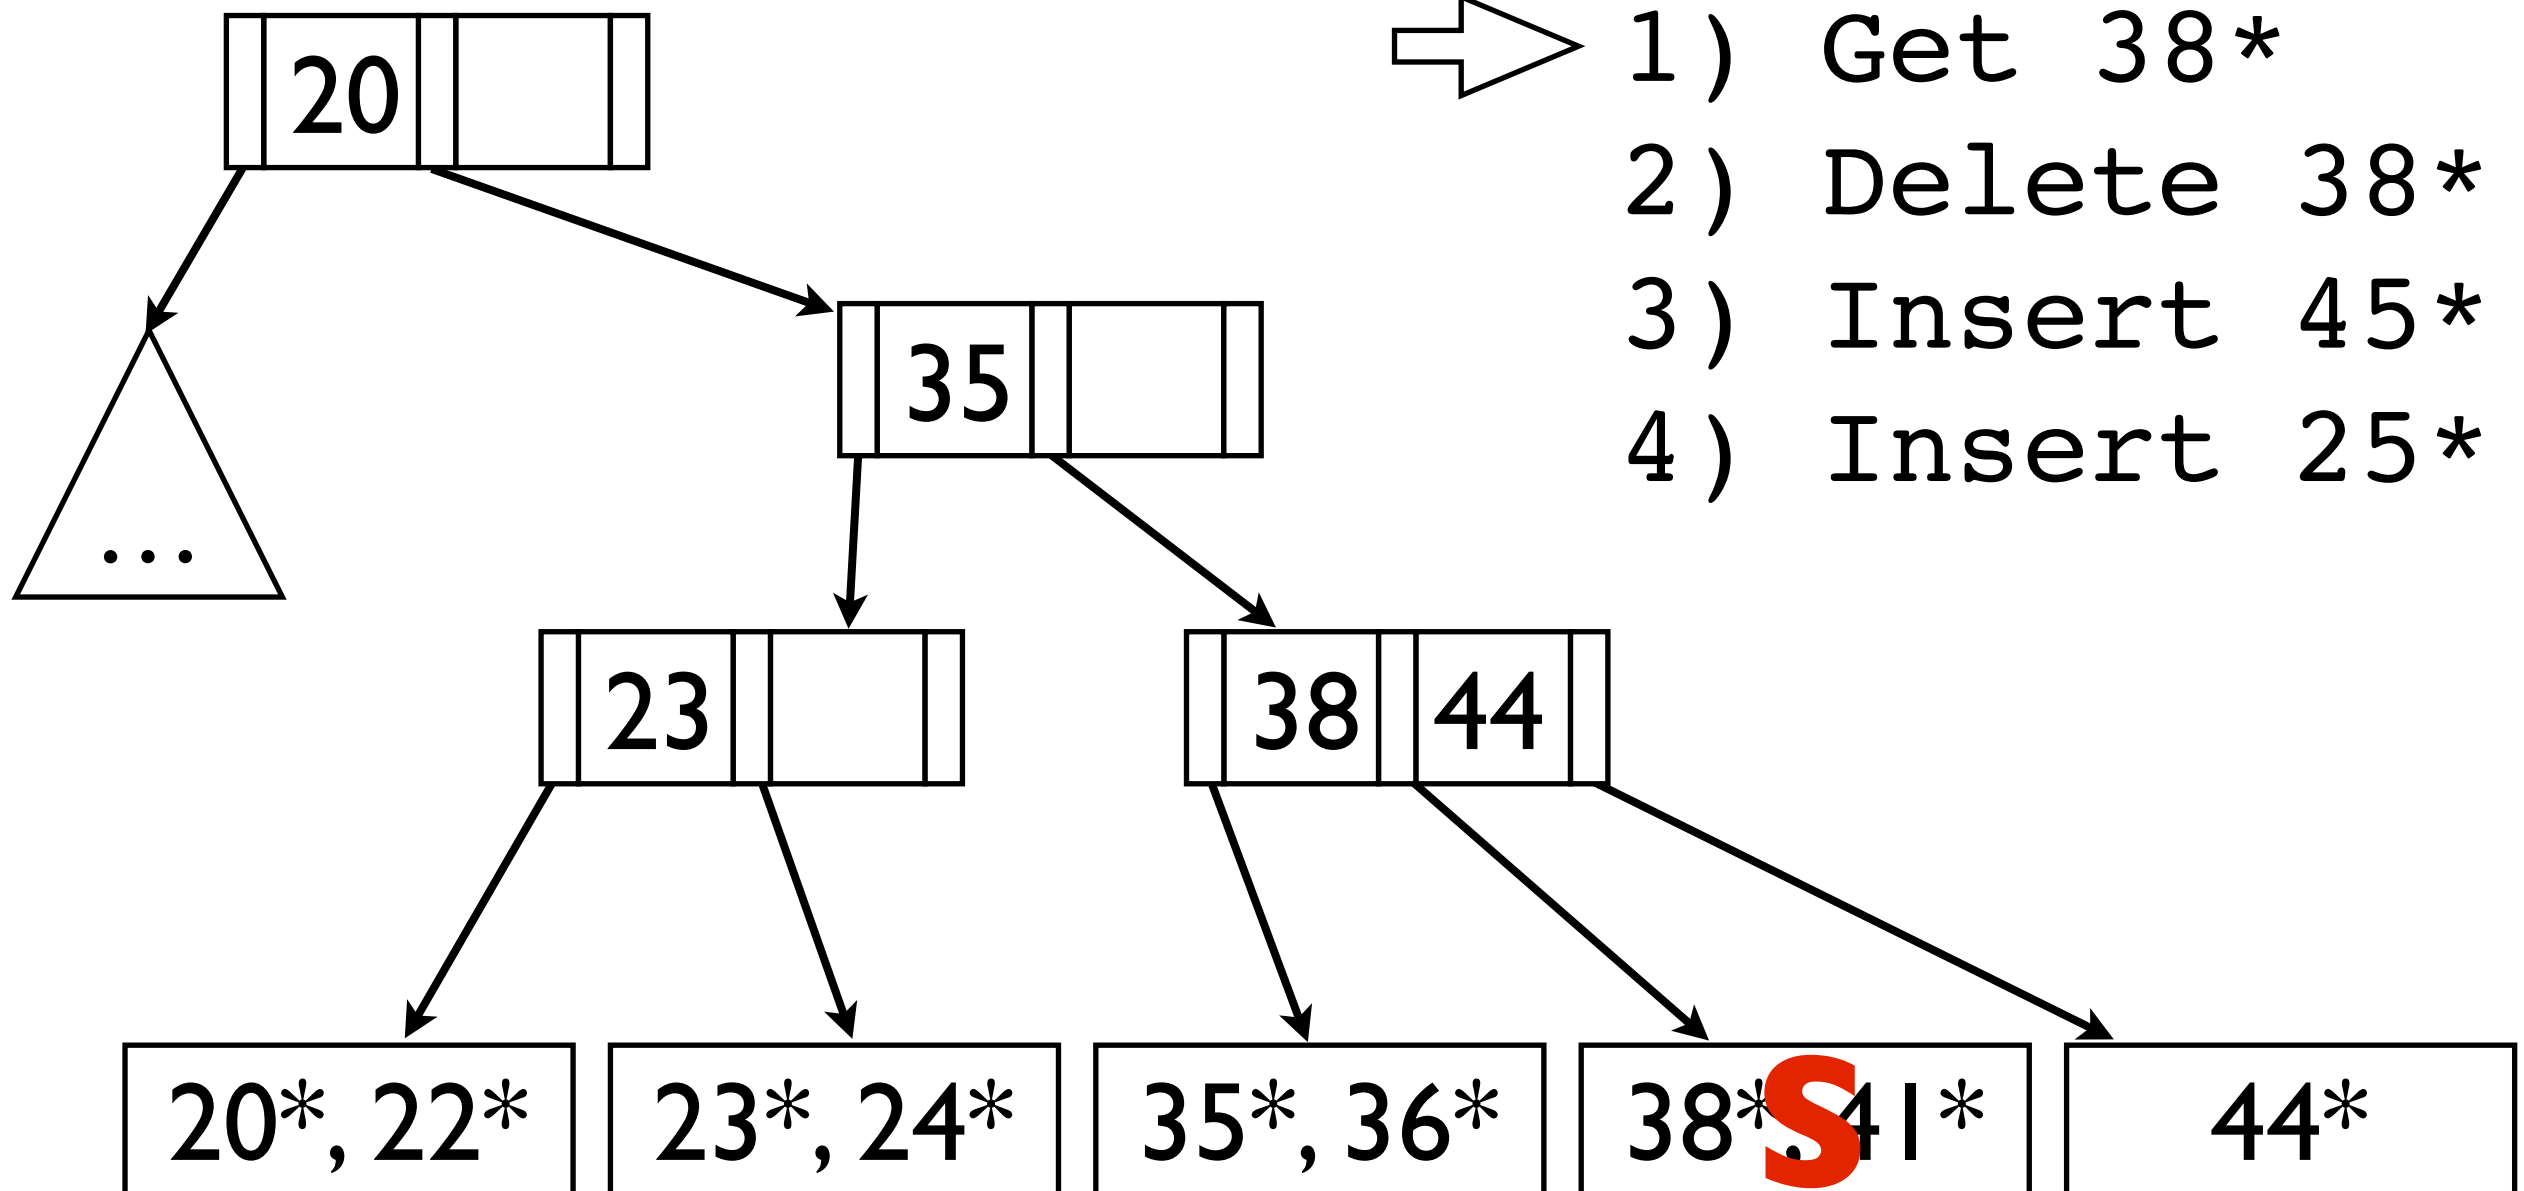 1) Get 38*
2) Delete 38*
3) Insert 45*
4) Insert 25*
20
35
...
23
38 44
20*, 22*
23*, 24*
35*, 36*
38*, 41*
S
44*